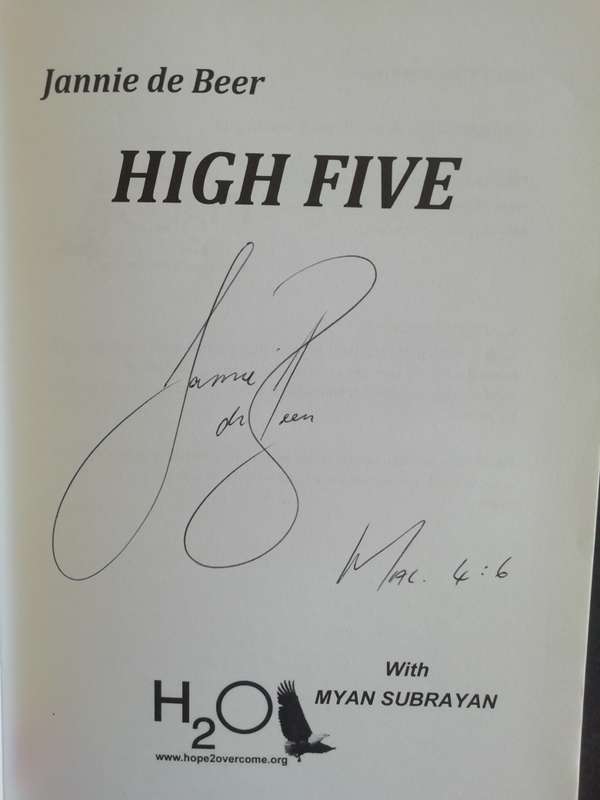 Jannie de Beer
HIGH FIVE
Jannie
de Beer
Mal. 4:6
With
MYAN SUBRAYAN
H2O
www.hope2overcome.org